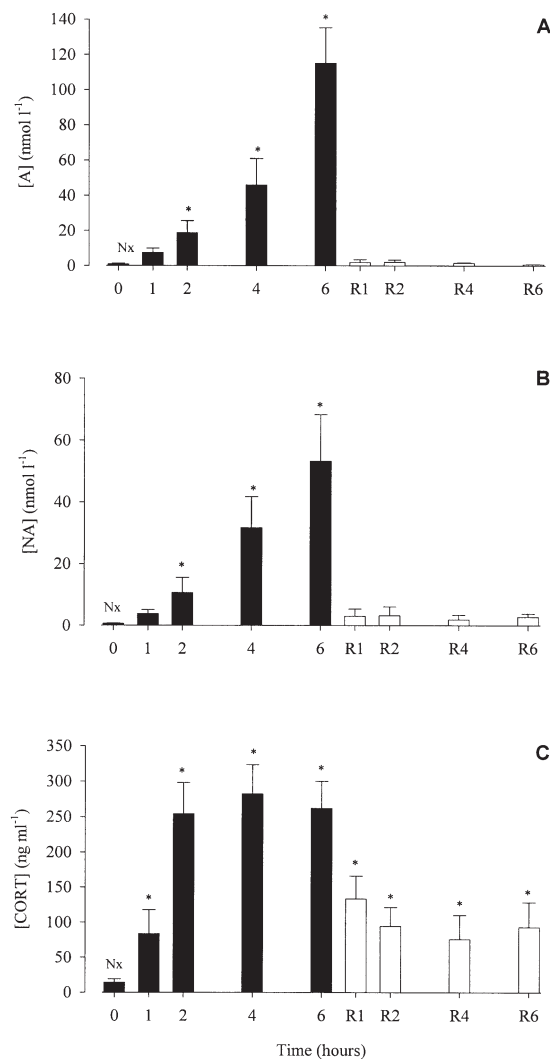 A
[A] (nmol l-1)
140
120
100
80
60
40
20
0
Nx
*
*
*
0 1 2 4 6 R1 R2 R4 R6
B
[NA] (nmol l-1)
80
60
40
20
0
Nx
*
*
*
0 1 2 4 6 R1 R2 R4 R6
C
[CORT] (ng ml-1)
350
300
250
200
150
100
50
0
Nx
*
*
*
*
*
*
*
*
0 1 2 4 6 R1 R2 R4 R6
Time (hours)